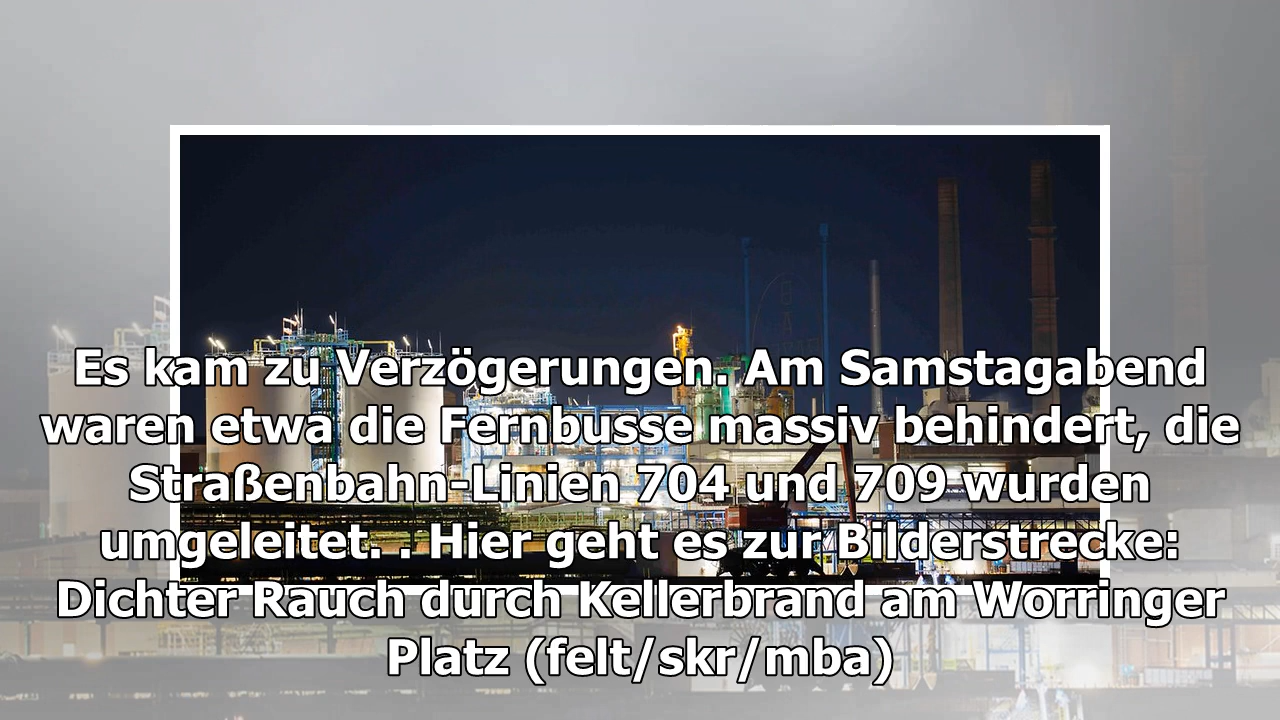 Es kam zu Verzögerungen. Am Samstagabend
waren etwa die Fernbusse massiv behindert, die
Straßenbahn-Linien 704 und 709 wurden
umgeleitet. . Hier geht es zur Bilderstrecke:
Dichter Rauch durch Kellerbrand am Worringer
Platz (felt/skr/mba)